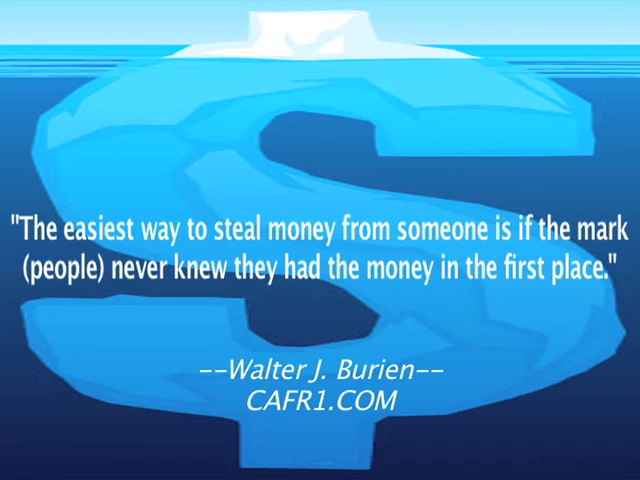 "The easiest way to steal money from someone is if the mark
(people) never knew they had the money in the first place."
--Walter J. Burien--
CAFR1.COM